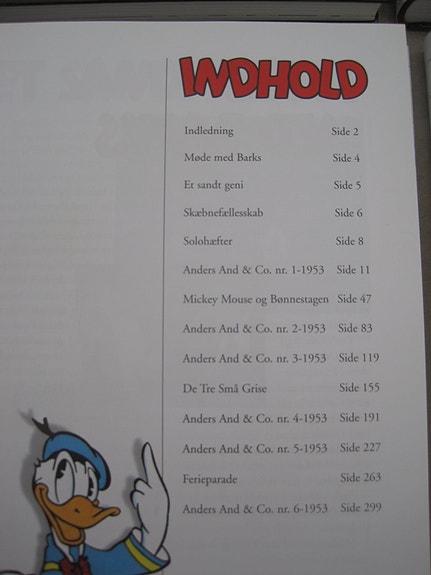 INDHOLD
Indledning Side 2
Møde med Barks Side 4
Et sandt geni Side 5
Skæbnefællesskab Side 6
Solohæfter Side 8
Anders And & Co. nr. 1-1953 Side 11
Mickey Mouse og Bønnestagen Side 47
Anders And & Co. nr. 2-1953 Side 83
Anders And & Co. nr. 3-1953 Side 119
De Tre Små Grise Side 155
Anders And & Co. nr. 4-1953 Side 191
Anders And & Co. nr. 5-1953 Side 227
Ferieparade Side 263
Anders And & Co. nr. 6-1953 Side 299